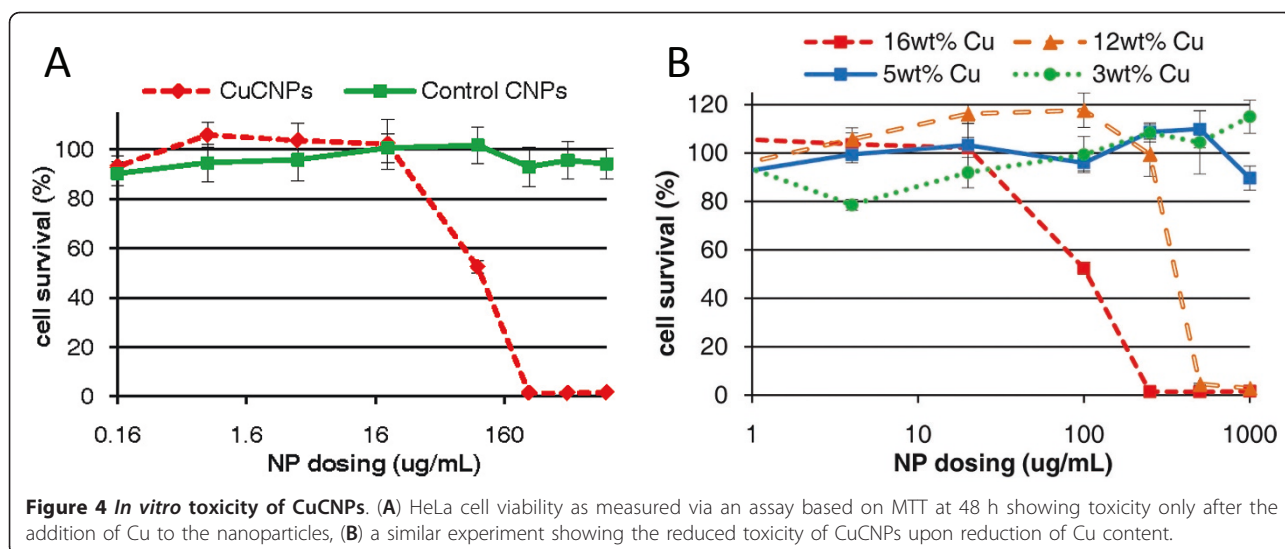 A
CuCNPs
Control CNPs
100
80
60
40
20
0
cell survival (%)
0.16
1.6
16
160
NP dosing (ug/mL)
B
16wt% Cu
12wt% Cu
5wt% Cu
3wt% Cu
120
100
80
60
40
20
0
cell survival (%)
1
10
100
1000
NP dosing (ug/mL)
Figure 4 In vitro toxicity of CuCNPs. (A) HeLa cell viability as measured via an assay based on MTT at 48 h showing toxicity only after the
addition of Cu to the nanoparticles, (B) a similar experiment showing the reduced toxicity of CuCNPs upon reduction of Cu content.